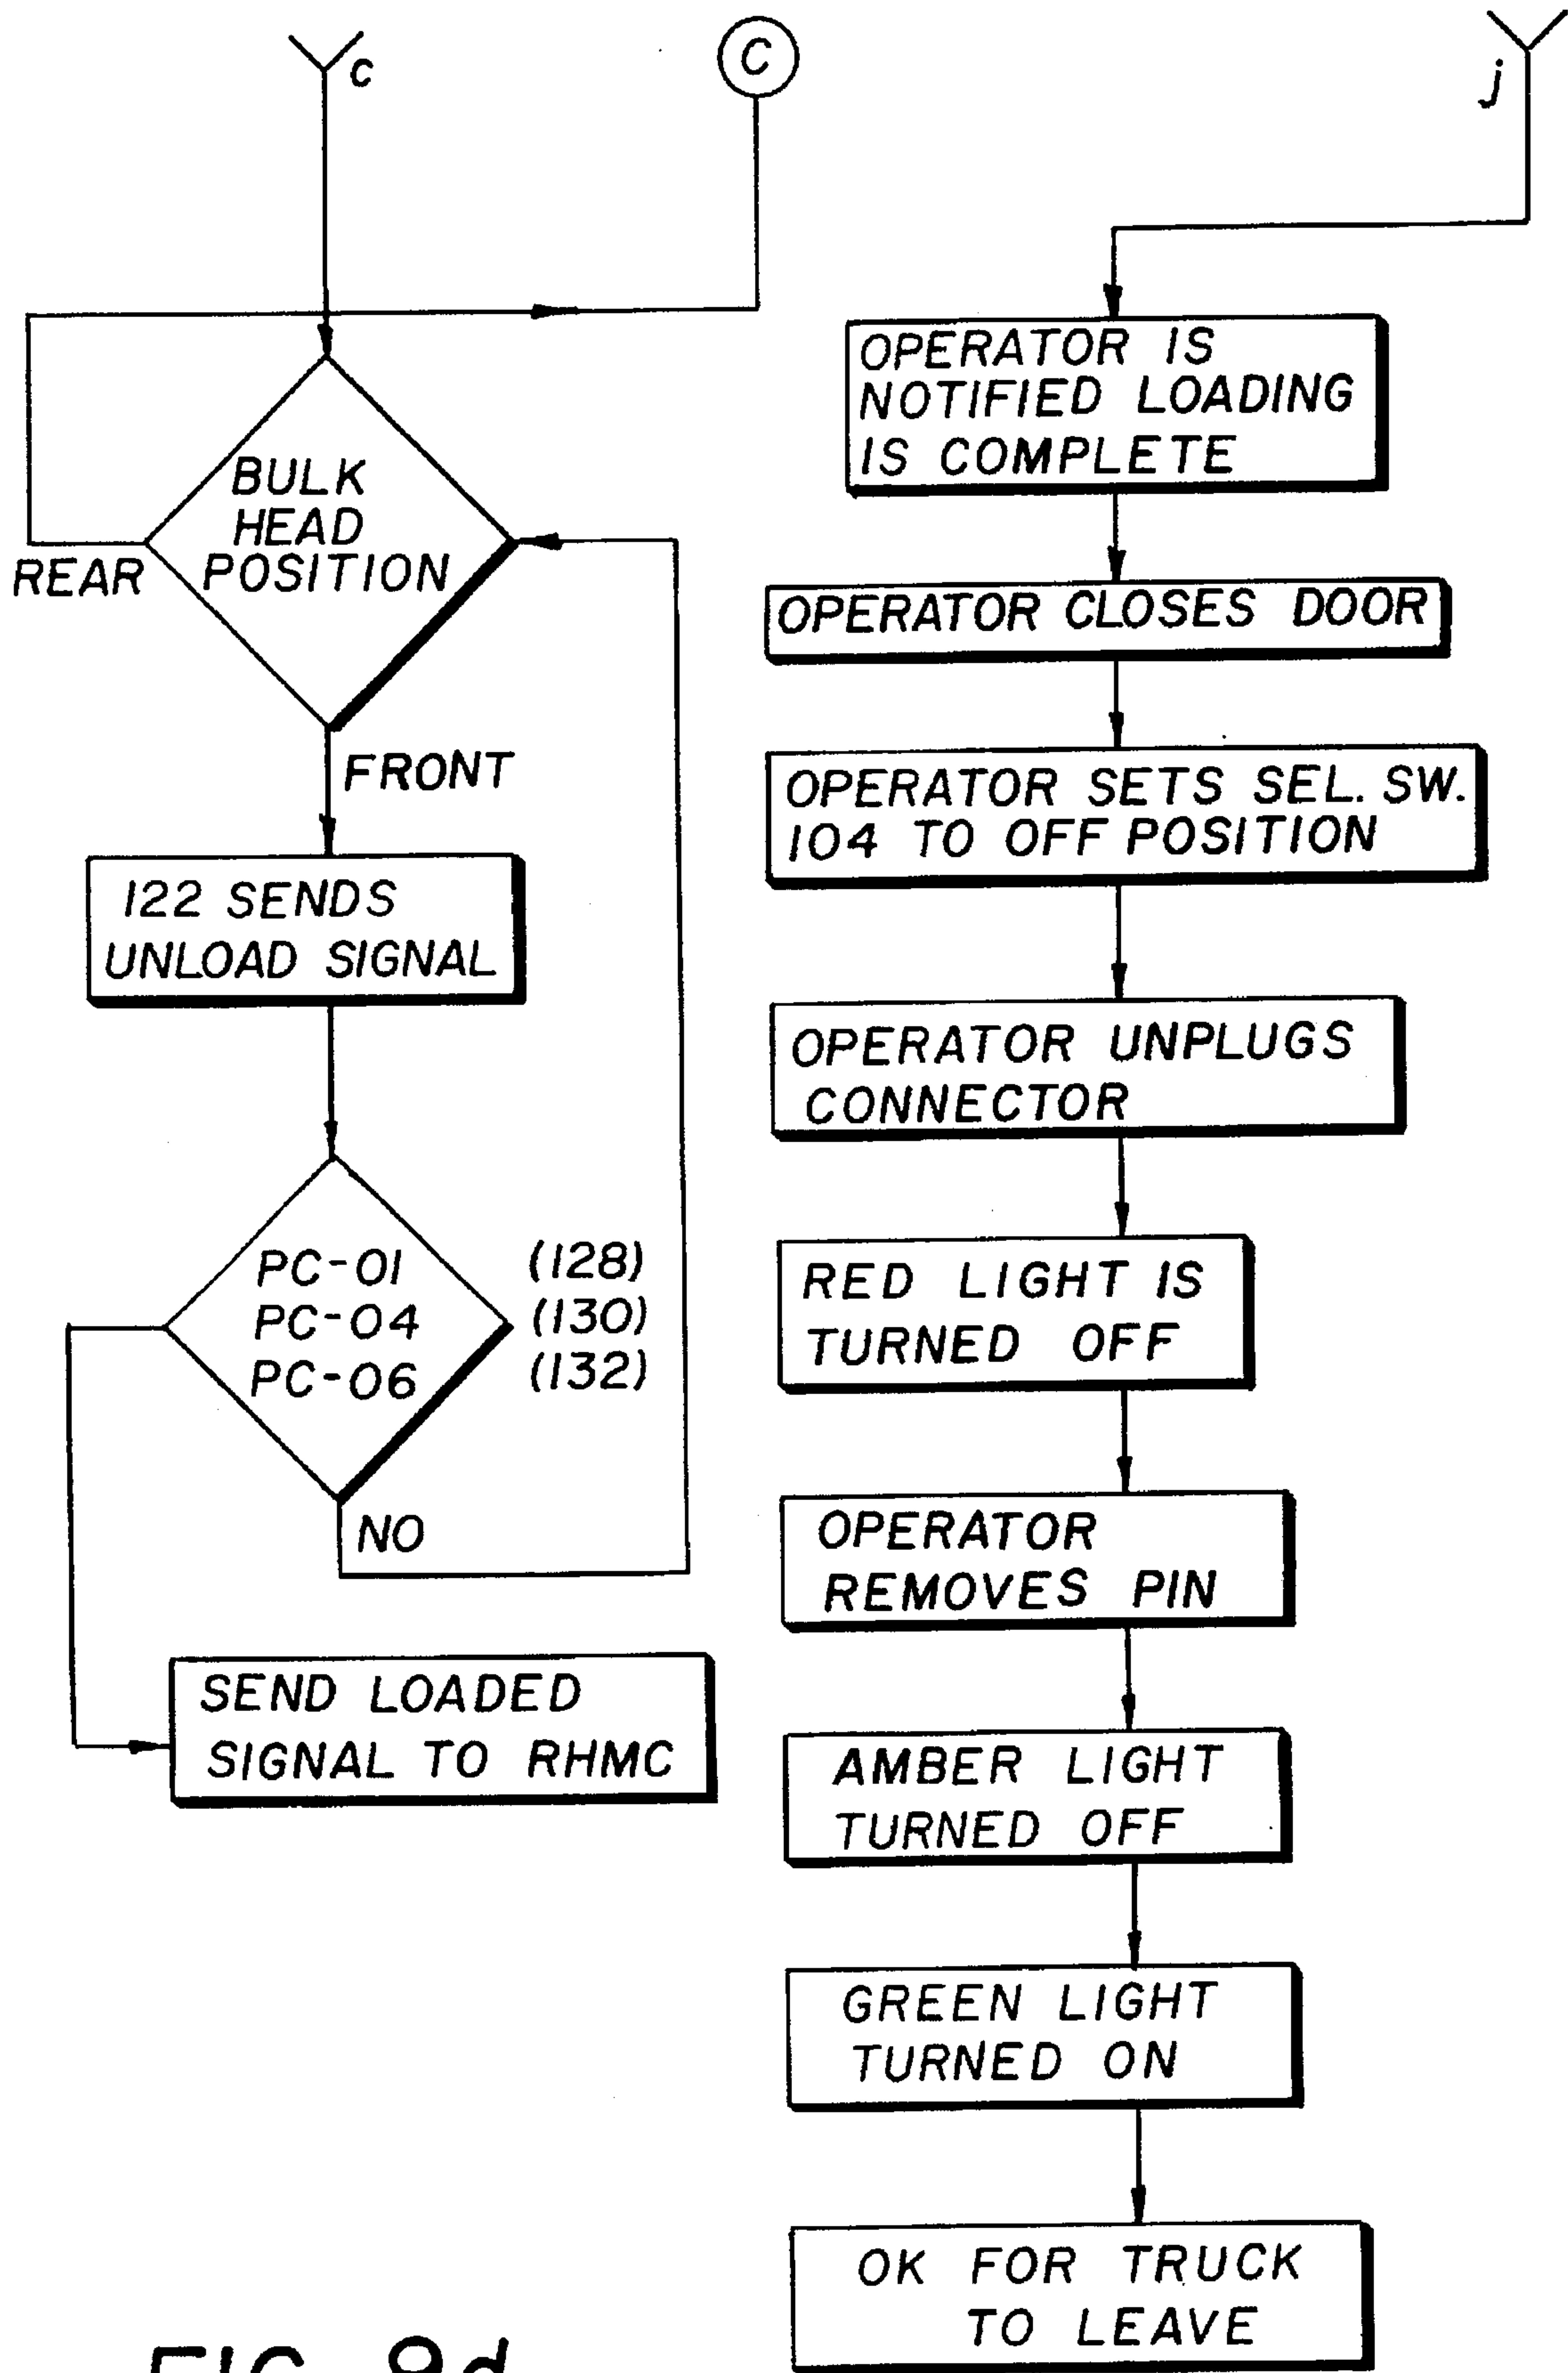 c
C
j
BULK
HEAD
POSITION
REAR
FRONT
122 SENDS
UNLOAD SIGNAL
PC-01 (128)
PC-04 (130)
PC-06 (132)
NO
SEND LOADED
SIGNAL TO RHMC
OPERATOR IS
NOTIFIED LOADING
IS COMPLETE
OPERATOR CLOSES DOOR
OPERATOR SETS SEL. SW.
104 TO OFF POSITION
OPERATOR UNPLUGS
CONNECTOR
RED LIGHT IS
TURNED OFF
OPERATOR
REMOVES PIN
AMBER LIGHT
TURNED OFF
GREEN LIGHT
TURNED ON
OK FOR TRUCK
TO LEAVE